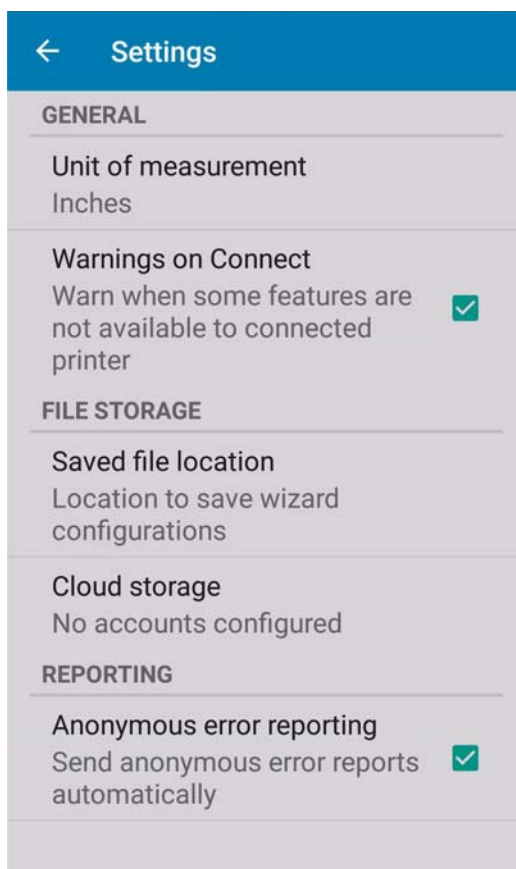 Settings
GENERAL
Unit of measurement
Inches
Warnings on Connect
Warn when some features are
not available to connected
printer
FILE STORAGE
Saved file location
Location to save wizard
configurations
Cloud storage
No accounts configured
REPORTING
Anonymous error reporting
Send anonymous error reports
automatically